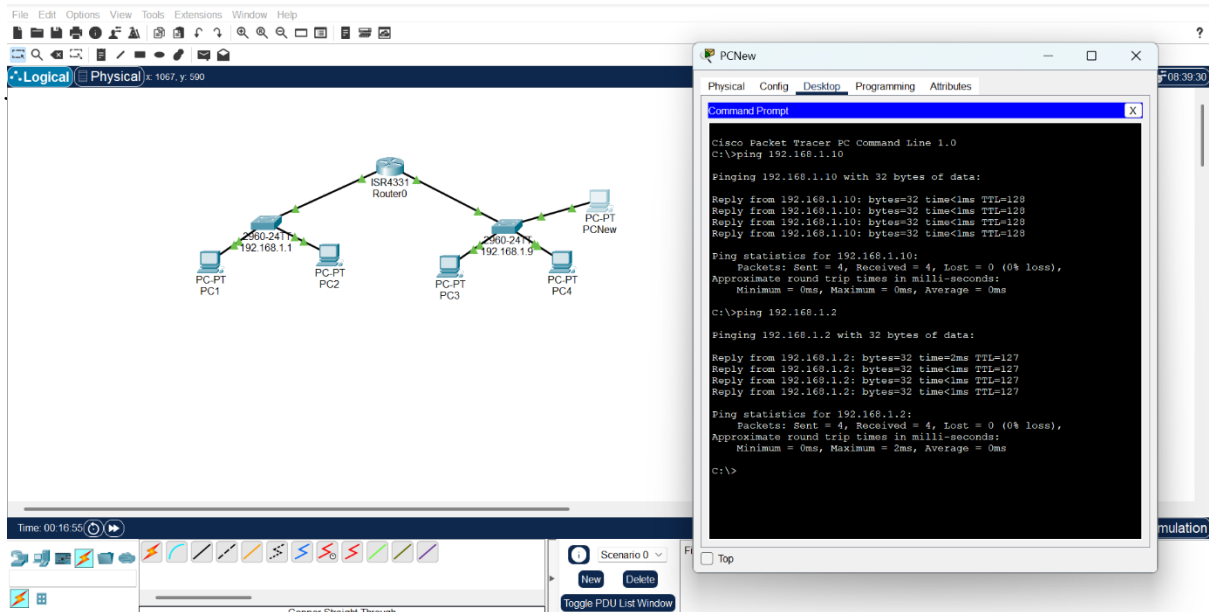 File Edit Options View Tools Extensions Window Help
?
Logical Physical x: 1067, y: 590
08:39:30
ISR4331
Router0
2960-24TT
192.168.1.1
2960-24TT
192.168.1.9
PC-PT
PCNew
PC-PT
PC1
PC-PT
PC2
PC-PT
PC3
PC-PT
PC4
PCNew
Physical Config Desktop Programming Attributes
Command Prompt
X
Cisco Packet Tracer PC Command Line 1.0
C:\>ping 192.168.1.10
Pinging 192.168.1.10 with 32 bytes of data:
Reply from 192.168.1.10: bytes=32 time<1ms TTL=128
Reply from 192.168.1.10: bytes=32 time<1ms TTL=128
Reply from 192.168.1.10: bytes=32 time<1ms TTL=128
Reply from 192.168.1.10: bytes=32 time<1ms TTL=128
Ping statistics for 192.168.1.10:
Packets: Sent = 4, Received = 4, Lost = 0 (0% loss),
Approximate round trip times in milli-seconds:
Minimum = 0ms, Maximum = 0ms, Average = 0ms
C:\>ping 192.168.1.2
Pinging 192.168.1.2 with 32 bytes of data:
Reply from 192.168.1.2: bytes=32 time=2ms TTL=127
Reply from 192.168.1.2: bytes=32 time<1ms TTL=127
Reply from 192.168.1.2: bytes=32 time<1ms TTL=127
Reply from 192.168.1.2: bytes=32 time<1ms TTL=127
Ping statistics for 192.168.1.2:
Packets: Sent = 4, Received = 4, Lost = 0 (0% loss),
Approximate round trip times in milli-seconds:
Minimum = 0ms, Maximum = 2ms, Average = 0ms
C:\>
Top
Time: 00:16:55
mulation
Scenario 0
Fi
New Delete
Toggle PDU List Window
Copper Straight-Through